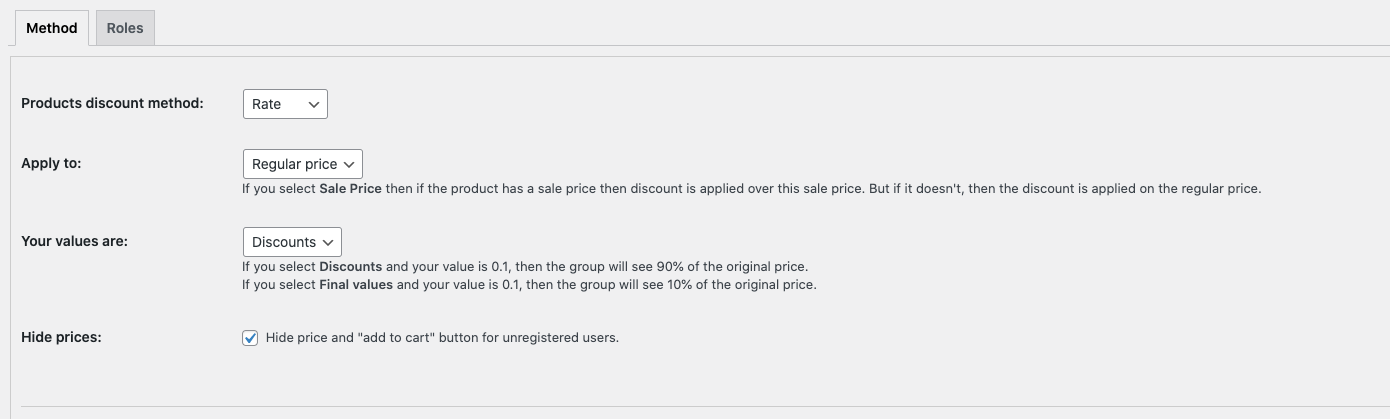 Method Roles
Products discount method: Rate
Apply to: Regular price
If you select Sale Price then if the product has a sale price then discount is applied over this sale price. But if it doesn't, then the discount is applied on the regular price.
Your values are: Discounts
If you select Discounts and your value is 0.1, then the group will see 90% of the original price.
If you select Final values and your value is 0.1, then the group will see 10% of the original price.
Hide prices: Hide price and "add to cart" button for unregistered users.